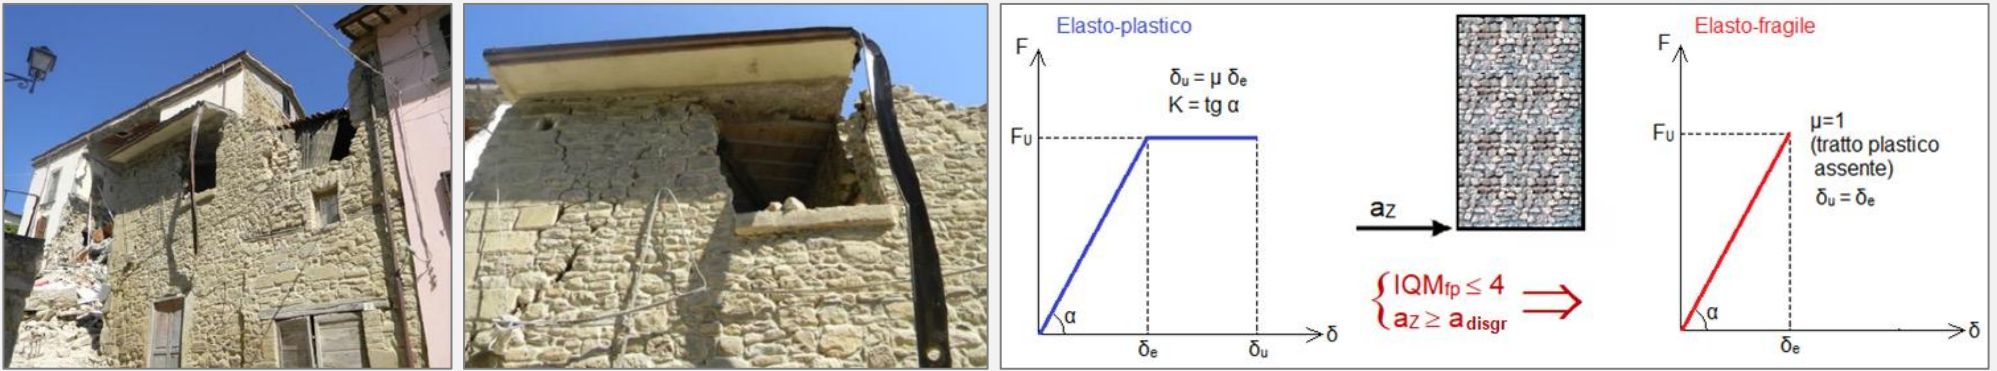 Elasto-plastico
F
δu = μ δe
K = tg α
FU
α
δe
δu
δ
aZ
{IQMfp ≤ 4
aZ ≥ a disgr
Elasto-fragile
F
FU
μ=1
(tratto plastico
assente)
δu = δe
α
δe
δ